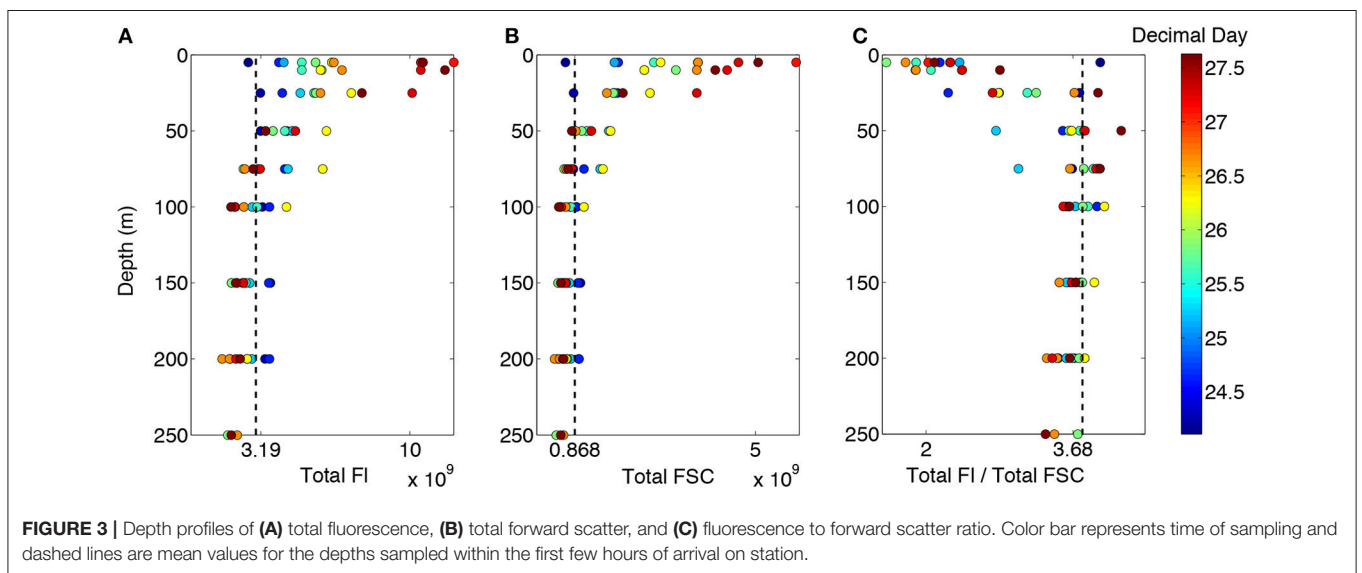 A
B
C
Decimal Day
0
50
100
150
200
250
Depth (m)
3.19
10
Total Fl
x 10^9
0
50
100
150
200
250
0.868
5
Total FSC
x 10^9
0
50
100
150
200
250
2
3.68
Total Fl / Total FSC
27.5
27
26.5
26
25.5
25
24.5
FIGURE 3 | Depth profiles of (A) total fluorescence, (B) total forward scatter, and (C) fluorescence to forward scatter ratio. Color bar represents time of sampling and
dashed lines are mean values for the depths sampled within the first few hours of arrival on station.